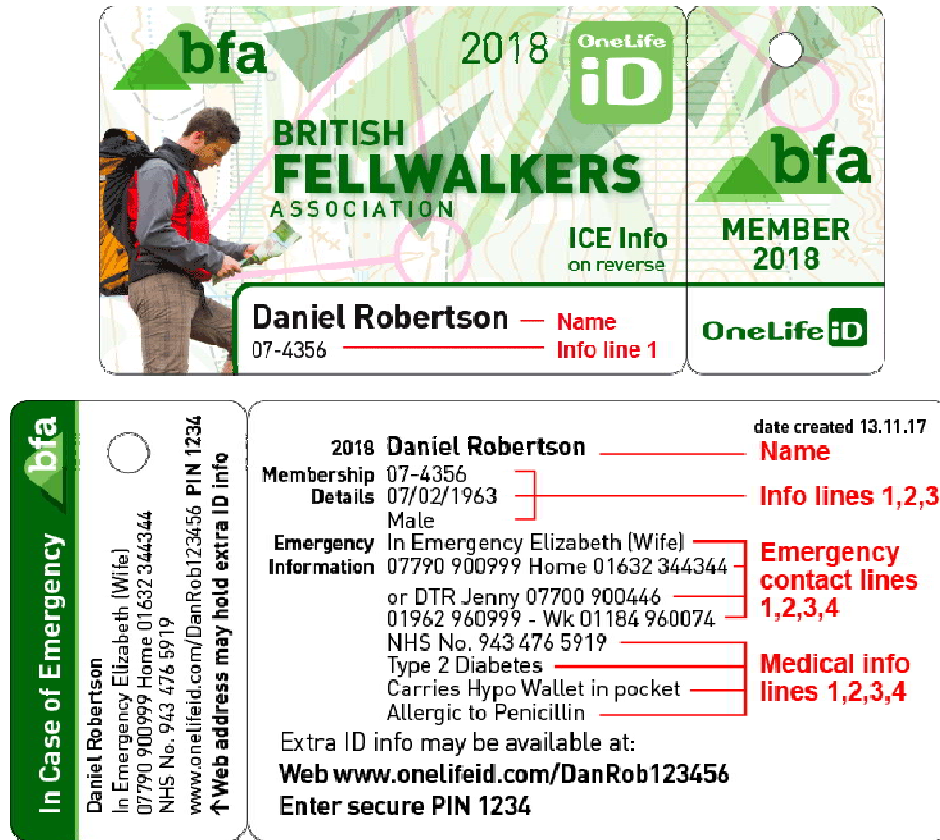 bfa
2018
OneLife
iD
BRITISH
FELLWALKERS
ASSOCIATION
ICE Info
on reverse
Daniel Robertson
Name
07-4356
Info line 1
bfa
MEMBER
2018
OneLife iD
In Case of Emergency
bfa
Daniel Robertson
In Emergency Elizabeth (Wife)
07790 900999 Home 01632 344344
NHS No. 943 476 5919
www.onelifeid.com/DanRob123456 PIN 1234
↑Web address may hold extra ID info
date created 13.11.17
2018 Daniel Robertson
Name
Membership 07-4356
Details 07/02/1963
Info lines 1,2,3
Male
Emergency In Emergency Elizabeth (Wife)
Information 07790 900999 Home 01632 344344
or DTR Jenny 07700 900446
01962 960999 - Wk 01184 960074
Emergency
contact lines
1,2,3,4
NHS No. 943 476 5919
Type 2 Diabetes
Carries Hypo Wallet in pocket
Allergic to Penicillin
Medical info
lines 1,2,3,4
Extra ID info may be available at:
Web www.onelifeid.com/DanRob123456
Enter secure PIN 1234